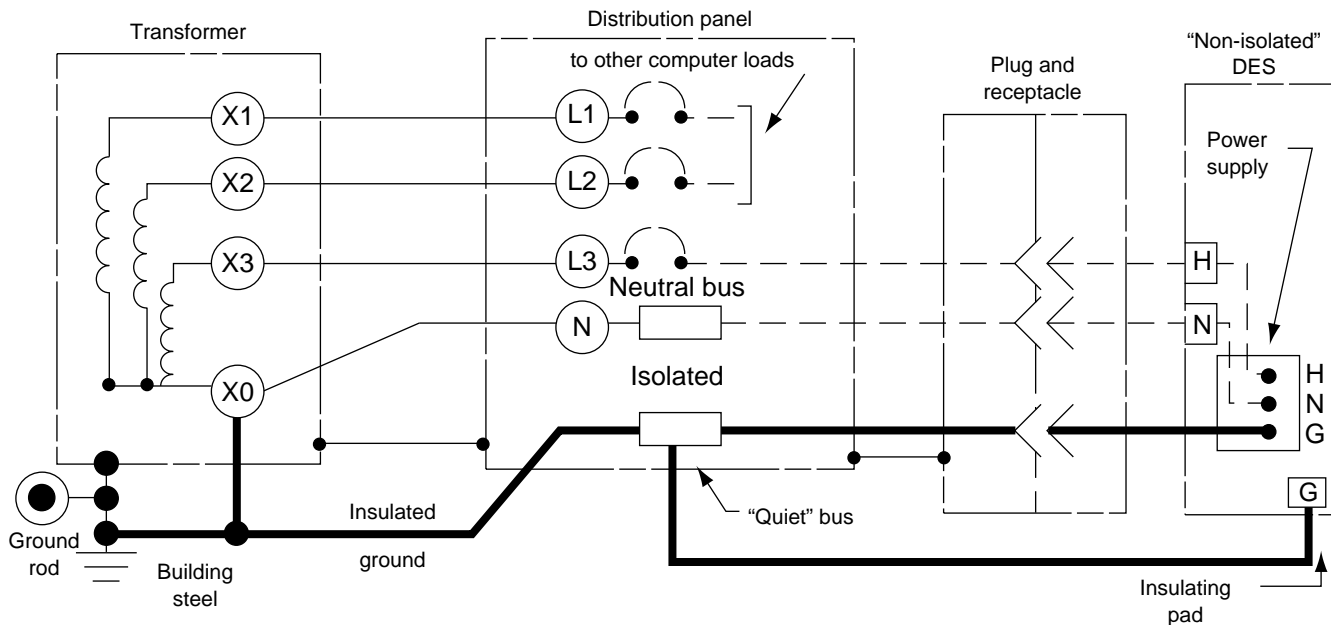 Transformer
Distribution panel
to other computer loads
Plug and
receptacle
“Non-isolated”
DES
Power
supply
X1
L1
X2
L2
X3
L3
H
Neutral bus
N
N
X0
Isolated
H
N
G
G
Insulated
ground
“Quiet” bus
Ground
rod
Building
steel
Insulating
pad